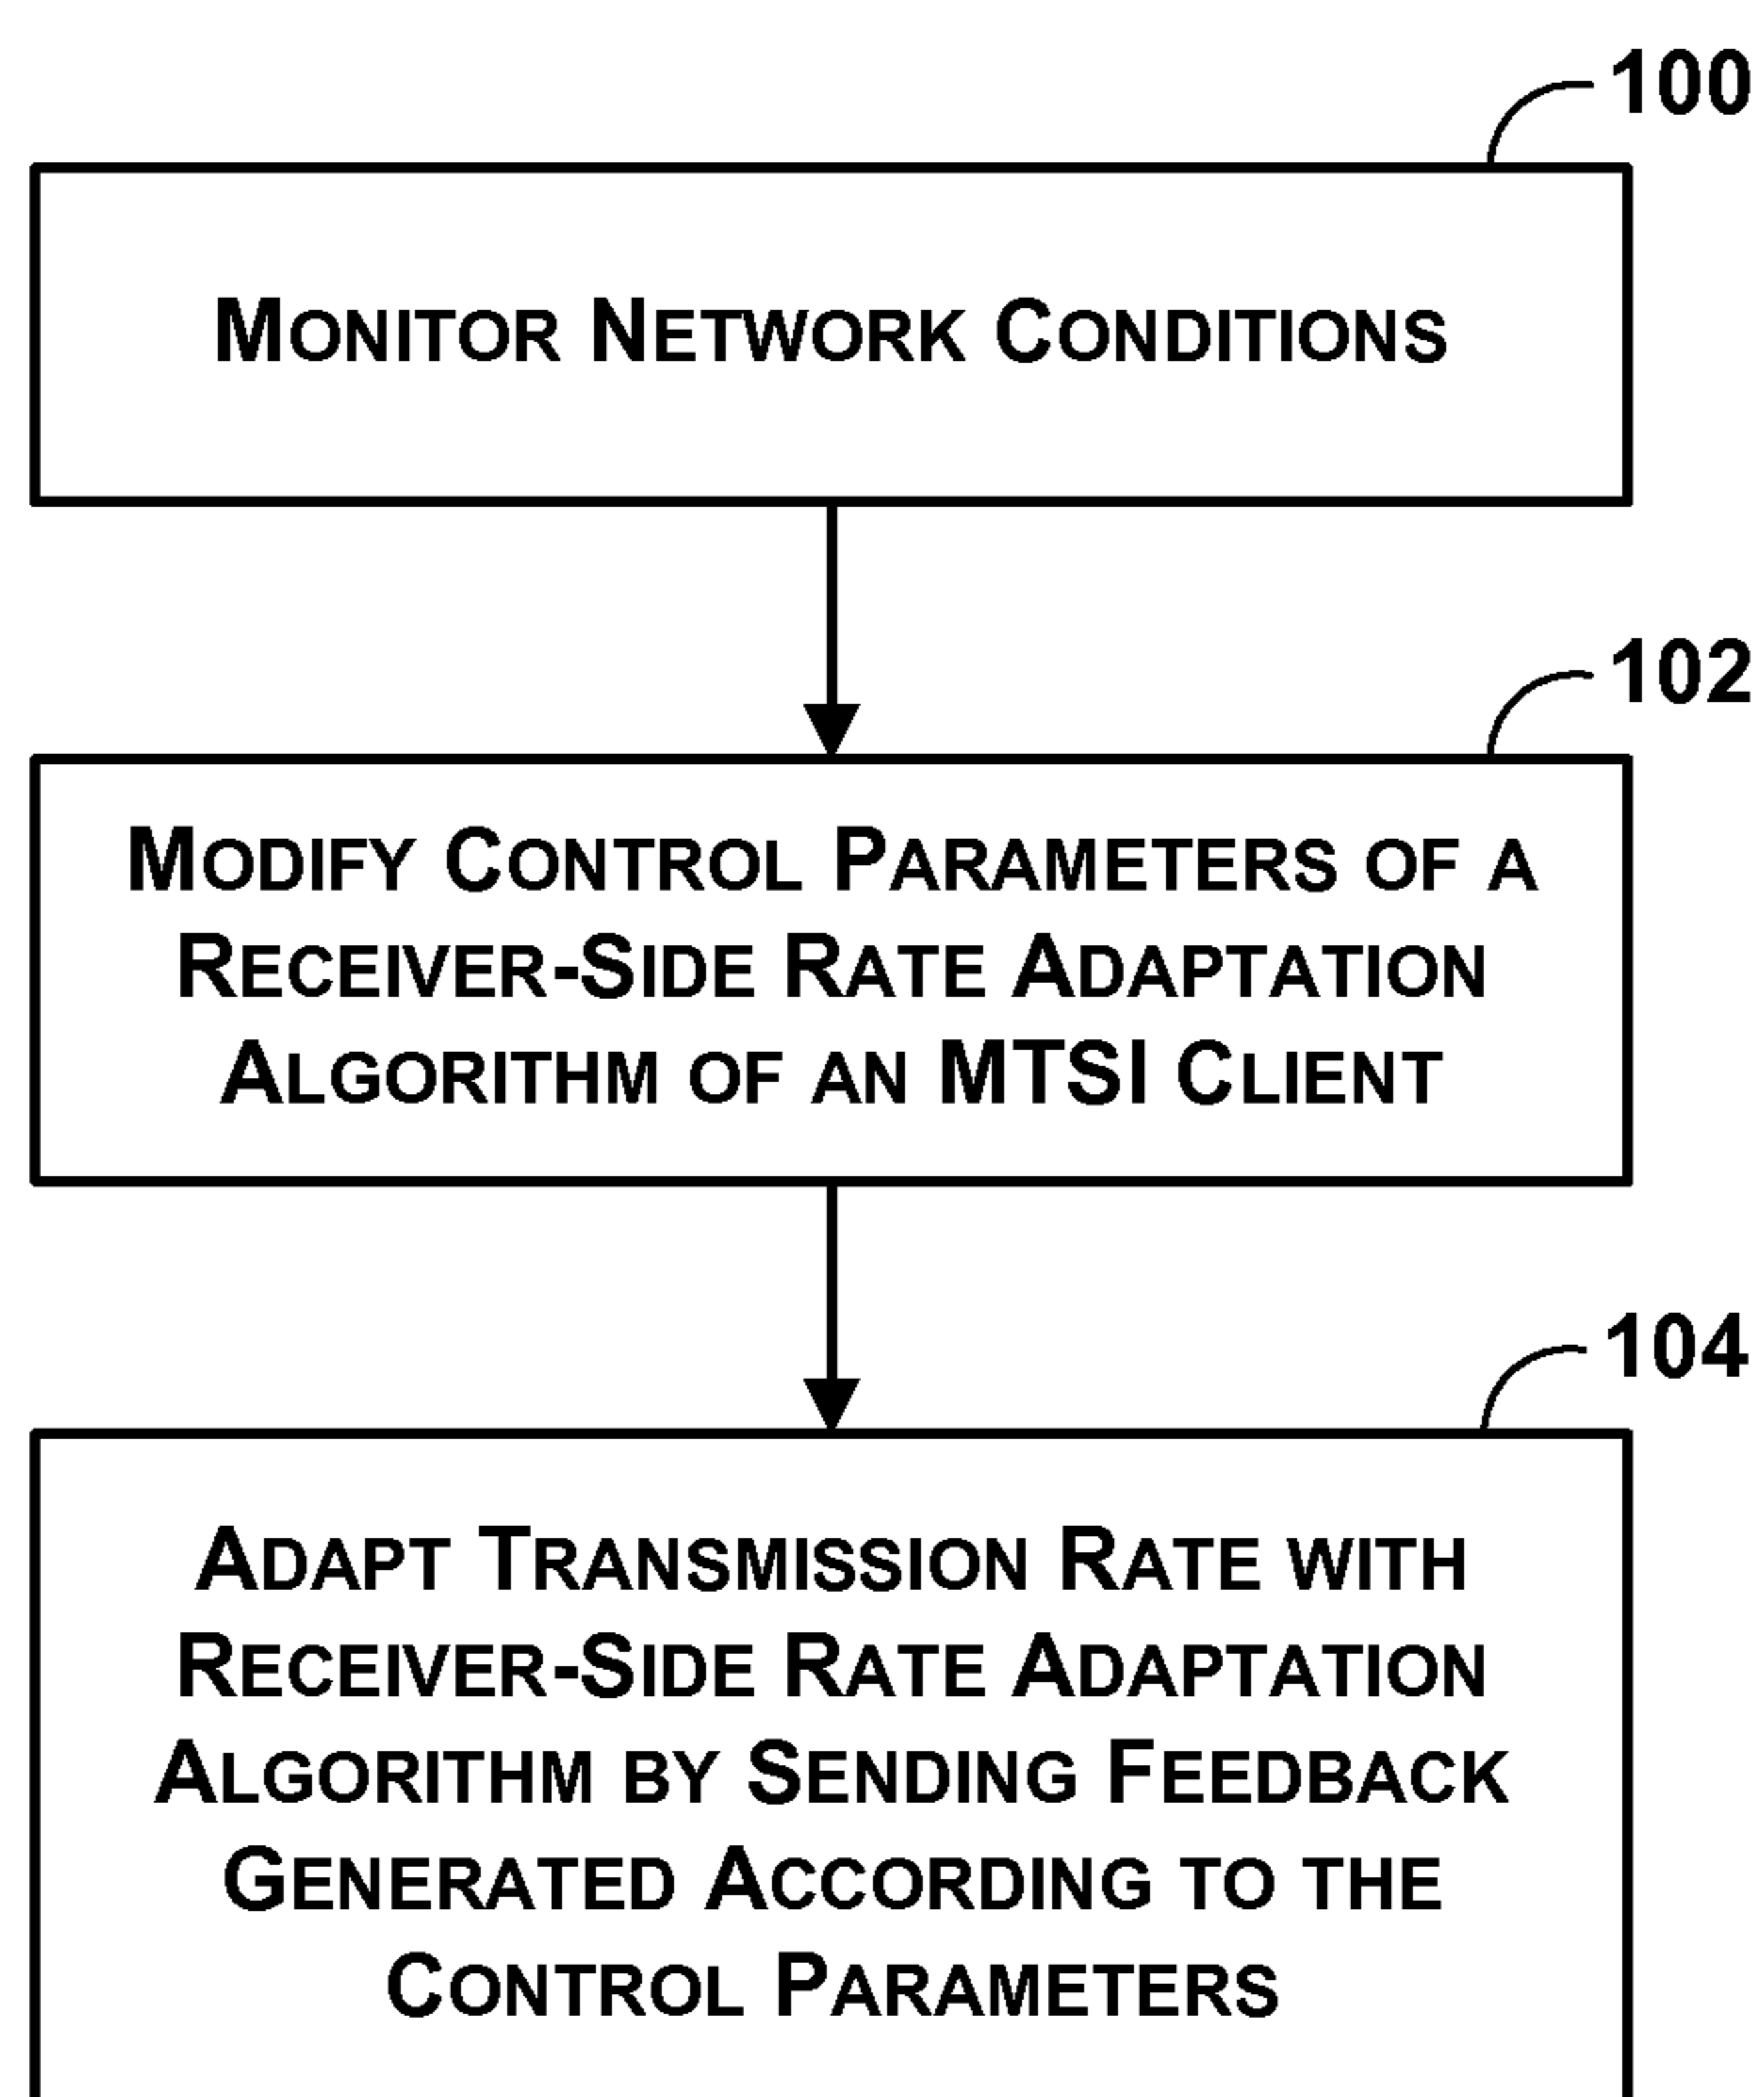 100
MONITOR NETWORK CONDITIONS
102
MODIFY CONTROL PARAMETERS OF A
RECEIVER-SIDE RATE ADAPTATION
ALGORITHM OF AN MTSI CLIENT
104
ADAPT TRANSMISSION RATE WITH
RECEIVER-SIDE RATE ADAPTATION
ALGORITHM BY SENDING FEEDBACK
GENERATED ACCORDING TO THE
CONTROL PARAMETERS